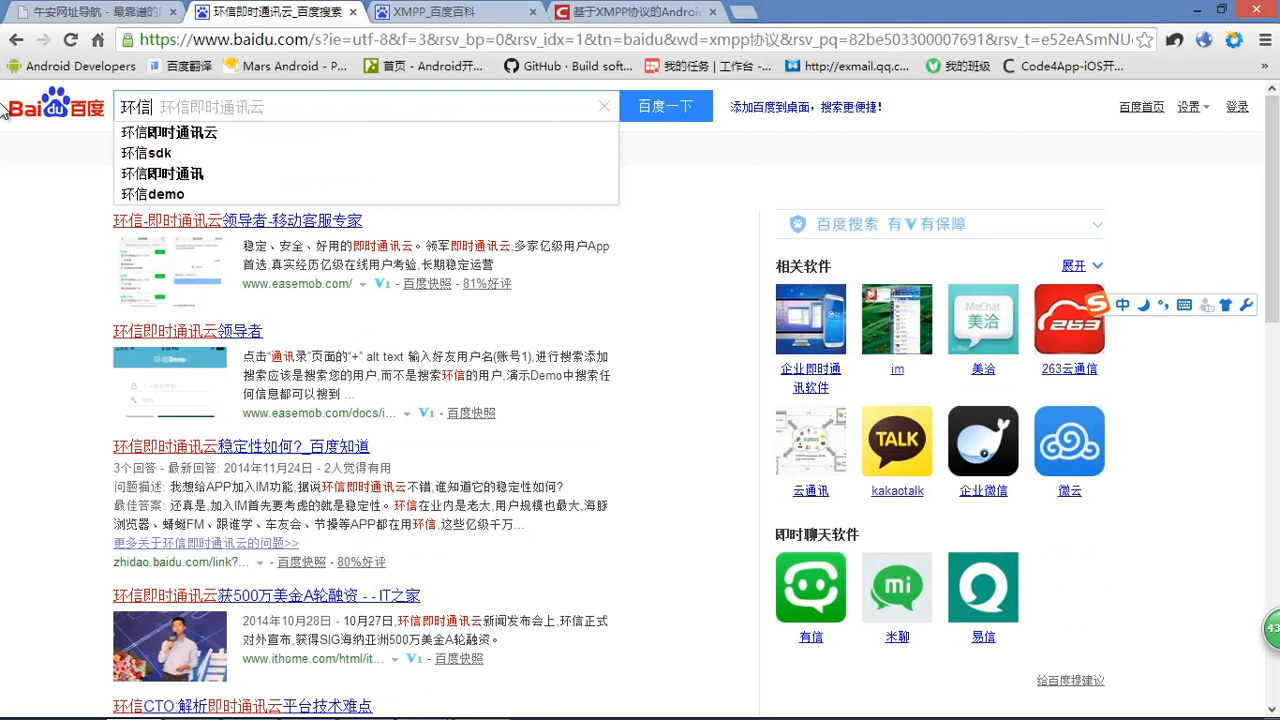 午安网址导航 - 最靠谱的
环信即时通讯云_百度搜索
XMPP_百度百科
基于XMPP协议的Androi
https://www.baidu.com/s?ie=utf-8&f=3&rsv_bp=0&rsv_idx=1&tn=baidu&wd=xmpp协议&rsv_pq=82be503300007691&rsv_t=e52eASmNU
Android Developers
百度翻译
Mars Android - P...
首页 - Android开...
GitHub · Build soft...
我的任务 | 工作台 -...
http://exmail.qq.c...
我的班级
Code4App-iOS开...
»
Bai du 百度
环信 环信即时通讯云
百度一下
添加百度到桌面，搜索更便捷！
百度首页
设置
登录
环信即时通讯云
环信sdk
环信即时通讯
环信demo
环信-即时通讯云领导者-移动客服专家
稳定、安全、好用的即时通讯云。
首选,真正百万亿级在线用户考验,长期稳定运营
www.easemob.com/ - V1 - 百度快照 - 81%好评
环信即时通讯云领导者
点击“通讯录”页面的“+” alt text 输入环页用户名(账号1),进行搜索.添加
搜索应该是搜索您的用户,而不是搜索环信的用户,演示Demo中搜索任
何信息都可以搜到 ...
www.easemob.com/docs/i... - V1 - 百度快照
环信即时通讯云稳定性如何?_百度知道
3个回答 - 最新回答: 2014年11月24日 - 2人觉得有用
问题描述: 我想给APP加入IM功能,据说环信即时通讯云不错,谁知道它的稳定性如何?
最佳答案: 还真是,加入IM首先要考虑的就是稳定性。环信在业内是老大,用户规模也最大,海豚
浏览器、蜻蜓FM、跟谁学、车友会、节操等APP都在用环信,这些亿级千万...
更多关于环信即时通讯云的问题>>
zhidao.baidu.com/link?... - 百度快照 - 80%好评
环信即时通讯云获500万美金A轮融资 - - IT之家
2014年10月28日 - 10月27日,环信即时通讯云新闻发布会上,环信正式
对外宣布,获得SIG海纳亚洲500万美金A轮融资。
www.ithome.com/html/it... - V1 - 百度快照
环信CTO:解析即时通讯云平台技术难点
百度搜索 有V有保障
相关软件
展开
MeChat
美洽
263
中
企业即时通
讯软件
im
美洽
263云通信
TALK
云通讯
kakaotalk
企业微信
微云
即时聊天软件
mi
有信
米聊
易信
给百度提建议
43